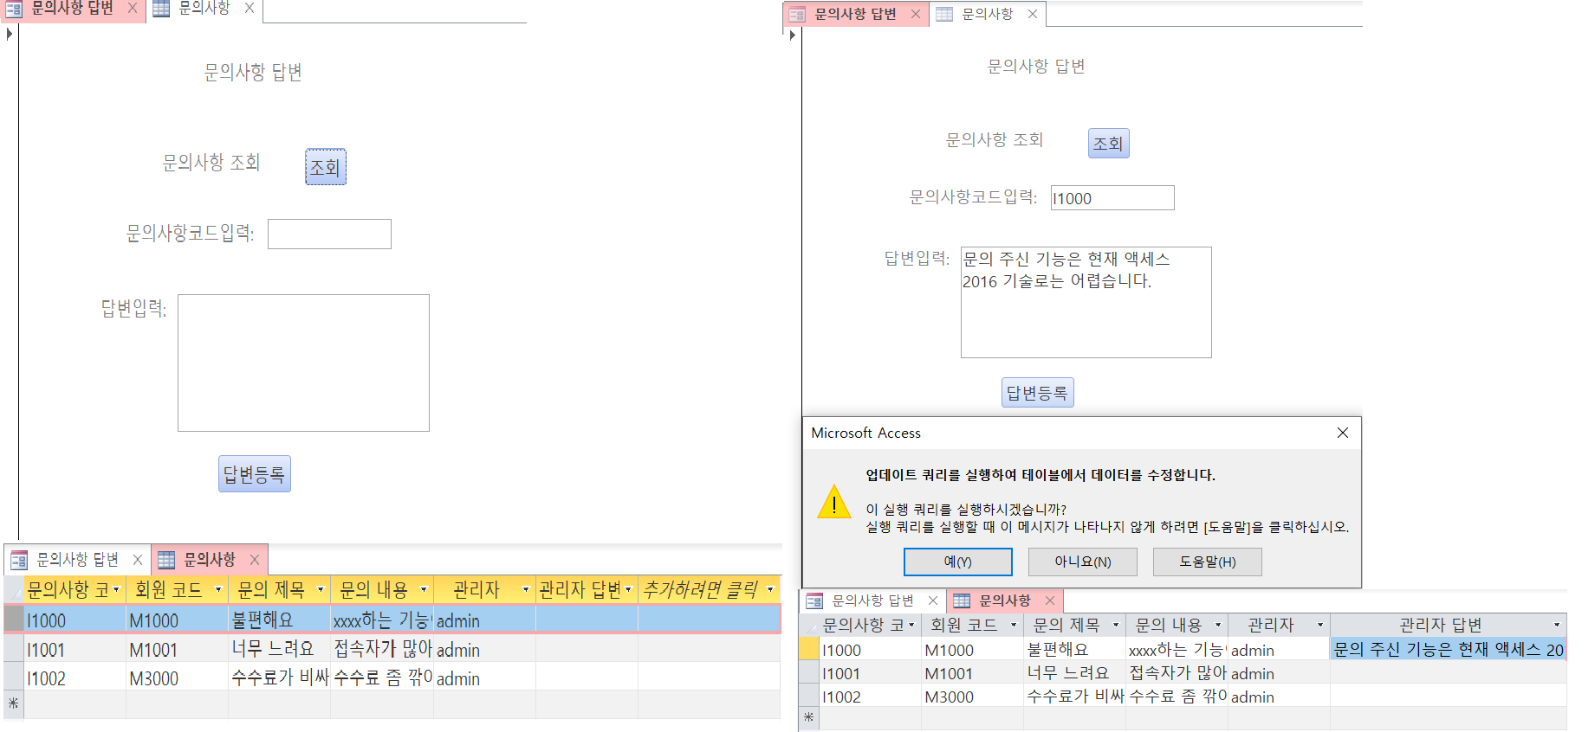 문의사항 답변
문의사항
문의사항 답변
문의사항 조회
조회
문의사항코드입력:
답변입력:
답변등록
문의사항 답변
문의사항
문의사항 코
회원 코드
문의 제목
문의 내용
관리자
관리자 답변
추가하려면 클릭
I1000
M1000
불편해요
xxxx하는 기능
admin
I1001
M1001
너무 느려요
접속자가 많아
admin
I1002
M3000
수수료가 비싸
수수료 좀 깎아
admin
문의사항 답변
문의사항
문의사항 답변
문의사항 조회
조회
문의사항코드입력:
I1000
답변입력:
문의 주신 기능은 현재 액세스
2016 기술로는 어렵습니다.
답변등록
Microsoft Access
업데이트 쿼리를 실행하여 테이블에서 데이터를 수정합니다.
이 실행 쿼리를 실행하시겠습니까?
실행 쿼리를 실행할 때 이 메시지가 나타나지 않게 하려면 [도움말]을 클릭하십시오.
예(Y)
아니요(N)
도움말(H)
문의사항 답변
문의사항
문의사항 코
회원 코드
문의 제목
문의 내용
관리자
관리자 답변
I1000
M1000
불편해요
xxxx하는 기능
admin
문의 주신 기능은 현재 액세스 20
I1001
M1001
너무 느려요
접속자가 많아
admin
I1002
M3000
수수료가 비싸
수수료 좀 깎아
admin